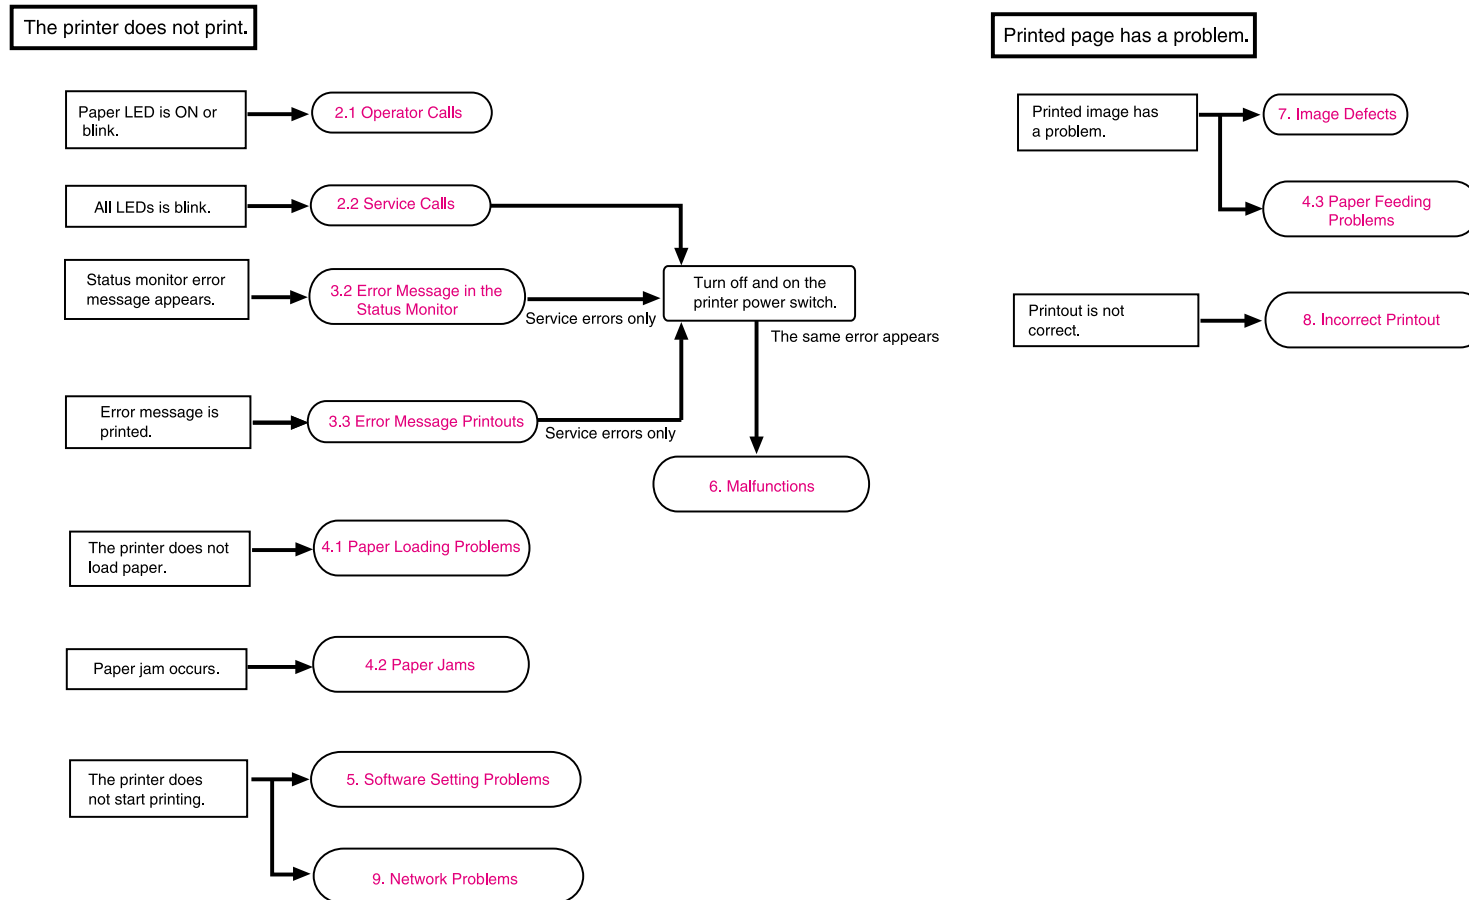 The printer does not print.
Paper LED is ON or
blink.
2.1 Operator Calls
All LEDs is blink.
2.2 Service Calls
Status monitor error
message appears.
3.2 Error Message in the
Status Monitor
Service errors only
Turn off and on the
printer power switch.
The same error appears
Error message is
printed.
3.3 Error Message Printouts
Service errors only
6. Malfunctions
The printer does not
load paper.
4.1 Paper Loading Problems
Paper jam occurs.
4.2 Paper Jams
The printer does
not start printing.
5. Software Setting Problems
9. Network Problems
Printed page has a problem.
Printed image has
a problem.
7. Image Defects
4.3 Paper Feeding
Problems
Printout is not
correct.
8. Incorrect Printout